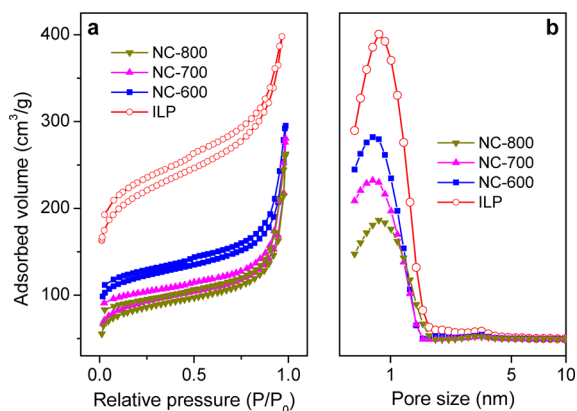 a
b
NC-800
NC-700
NC-600
ILP
NC-800
NC-700
NC-600
ILP
Adsorbed volume (cm³/g)
400
300
200
100
0.0
0.5
1.0
1
5
10
Relative pressure (P/P₀)
Pore size (nm)